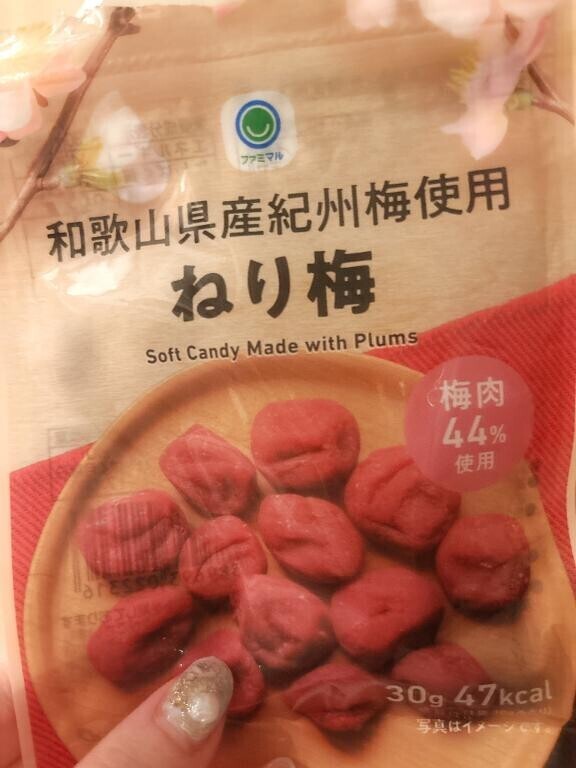 ファミマル
和歌山県産紀州梅使用
ねり梅
Soft Candy Made with Plums
梅肉
44%
使用
30g 47kcal
写真はイメージです。